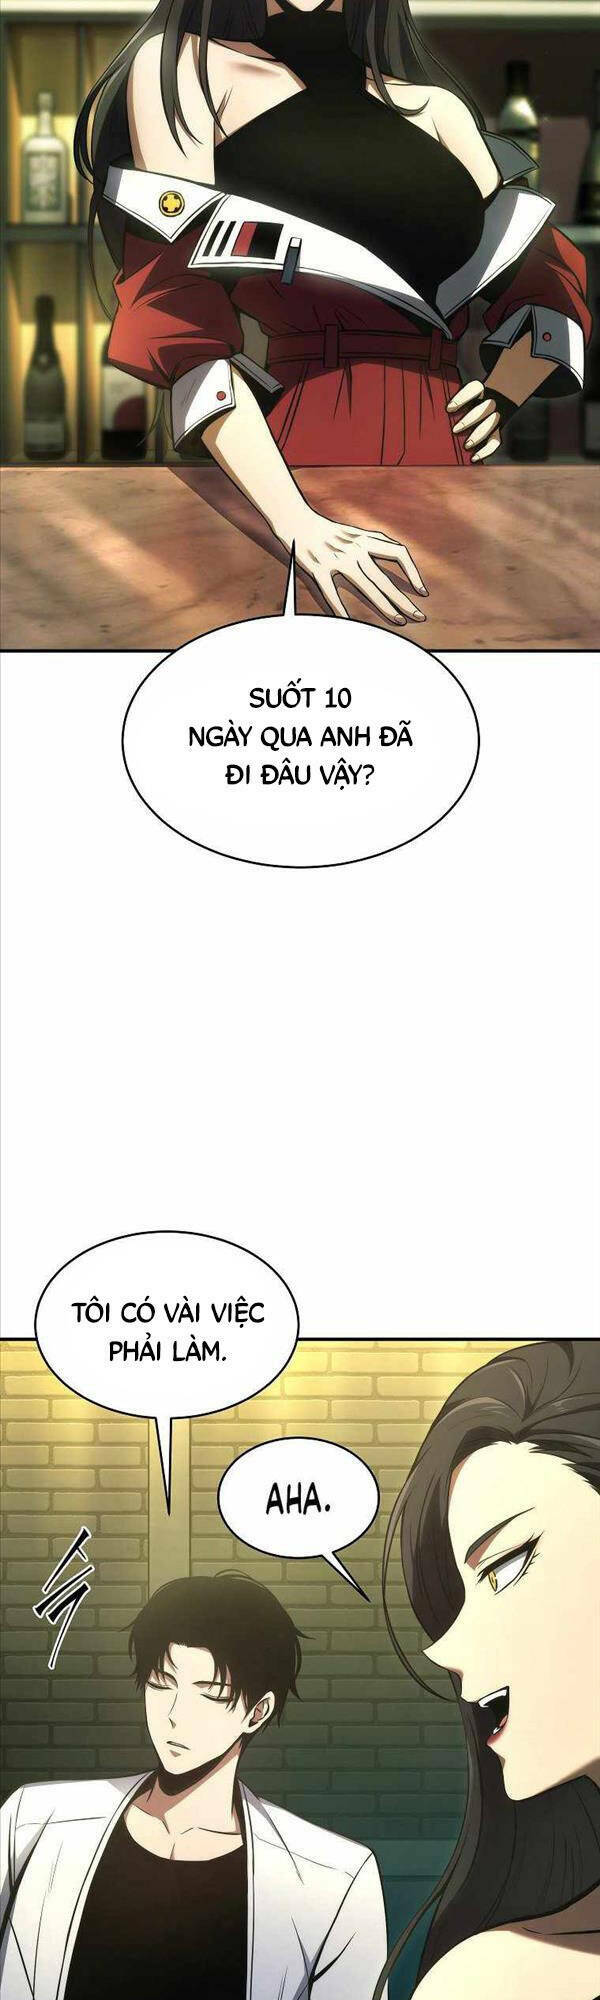 SUỐT 10
NGÀY QUA ANH ĐÃ
ĐI ĐÂU VẬY?
TÔI CÓ VÀI VIỆC
PHẢI LÀM.
AHA.